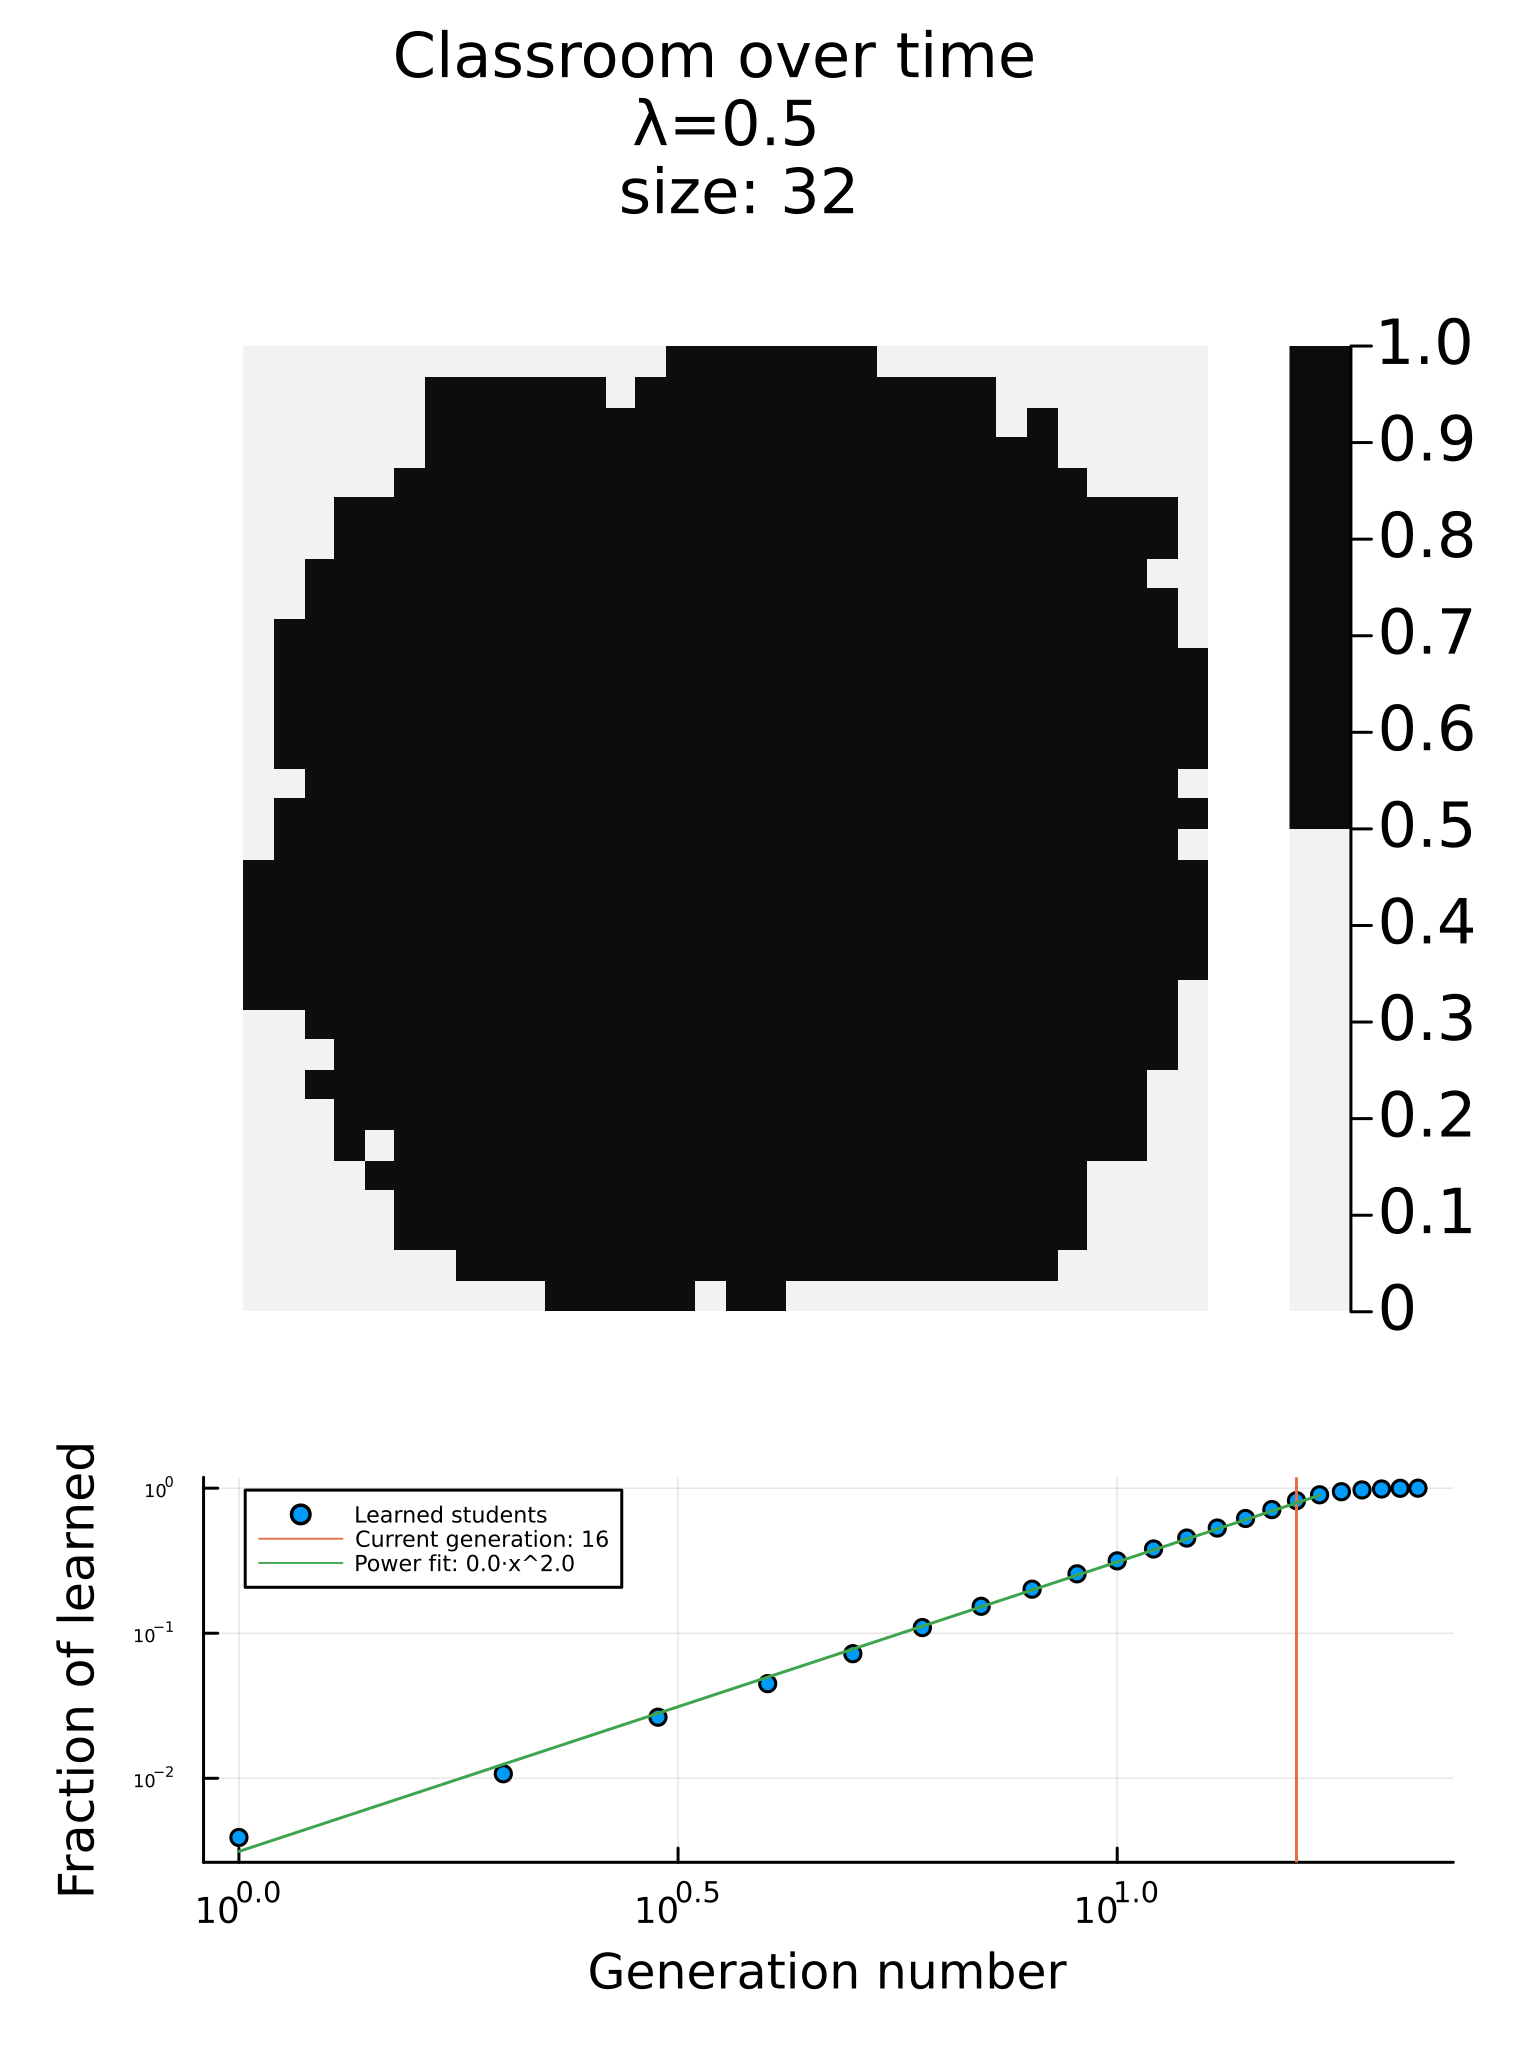 Classroom over time
λ=0.5
size: 32
1.0
0.9
0.8
0.7
0.6
0.5
0.4
0.3
0.2
0.1
0
Fraction of learned
10^0
10^-1
10^-2
Learned students
Current generation: 16
Power fit: 0.0·x^2.0
10^0.0 10^0.5 10^1.0
Generation number